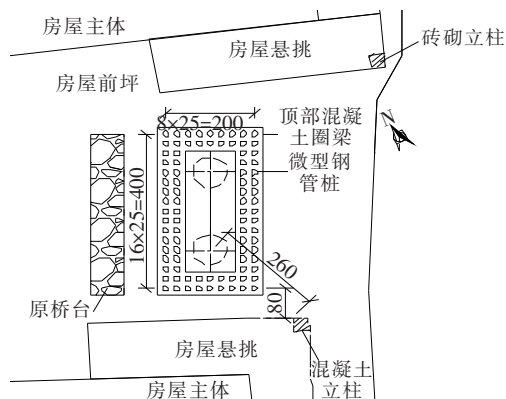 房屋主体
房屋悬挑
砖砌立柱
房屋前坪
8×25=200
顶部混凝
土圈梁
微型钢
管桩
N
16×25=400
260
80
原桥台
房屋悬挑
混凝土
立柱
房屋主体